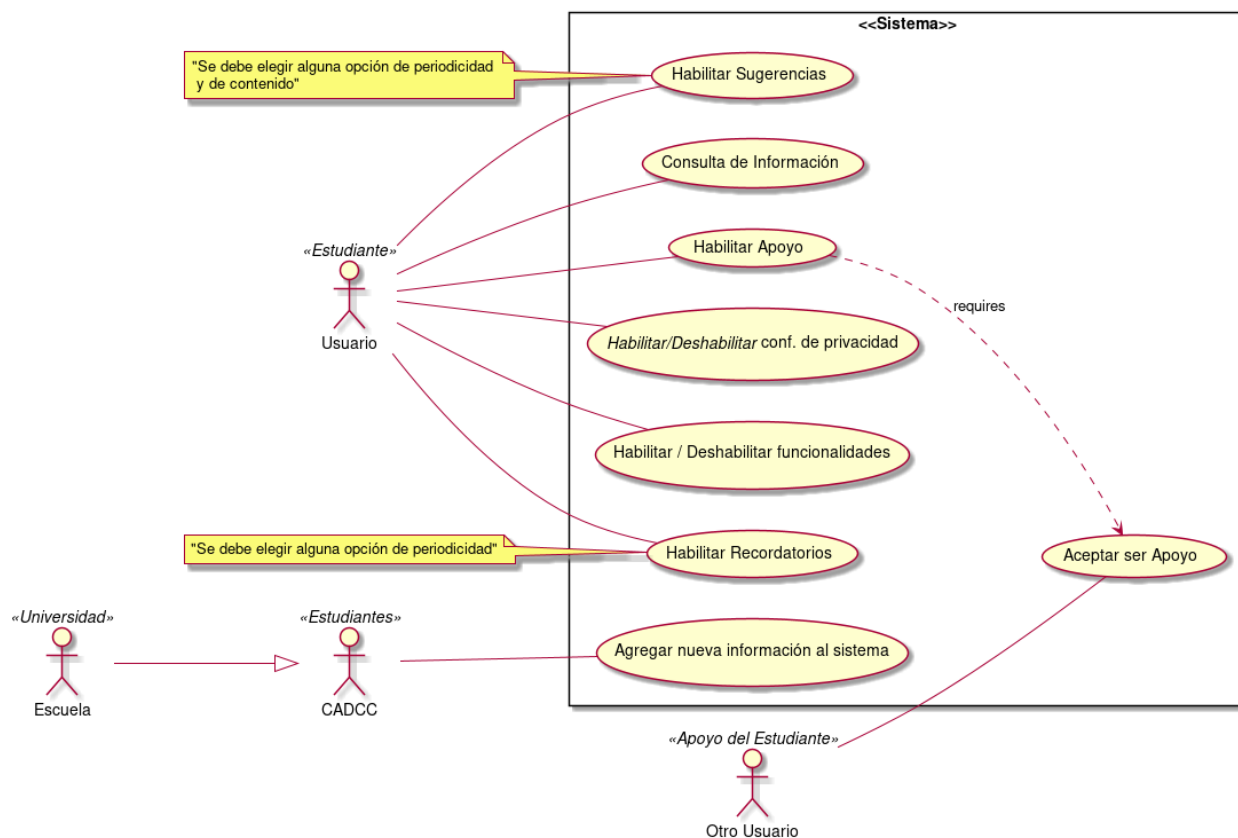 <<Sistema>>
"Se debe elegir alguna opción de periodicidad
y de contenido"
Habilitar Sugerencias
Consulta de Información
«Estudiante»
Usuario
Habilitar Apoyo
requires
Habilitar/Deshabilitar conf. de privacidad
Habilitar / Deshabilitar funcionalidades
"Se debe elegir alguna opción de periodicidad"
Habilitar Recordatorios
Aceptar ser Apoyo
«Universidad»
Escuela
«Estudiantes»
CADCC
Agregar nueva información al sistema
«Apoyo del Estudiante»
Otro Usuario